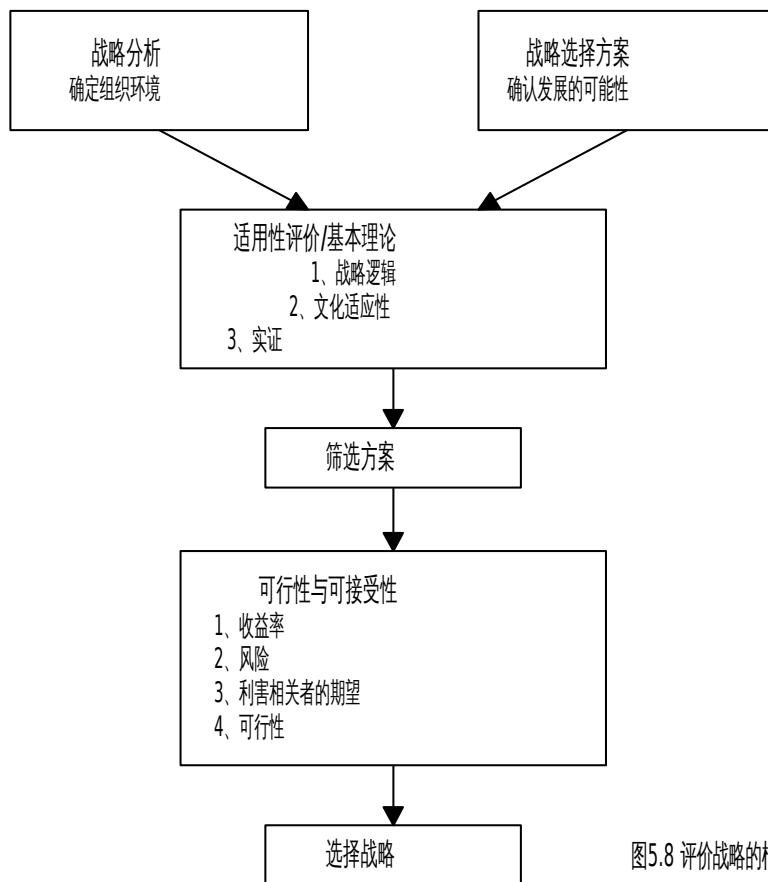 战略分析
确定组织环境
战略选择方案
确认发展的可能性
适用性评价/基本理论
1、战略逻辑
2、文化适应性
3、实证
筛选方案
可行性与可接受性
1、收益率
2、风险
3、利害相关者的期望
4、可行性
选择战略
图5.8 评价战略的